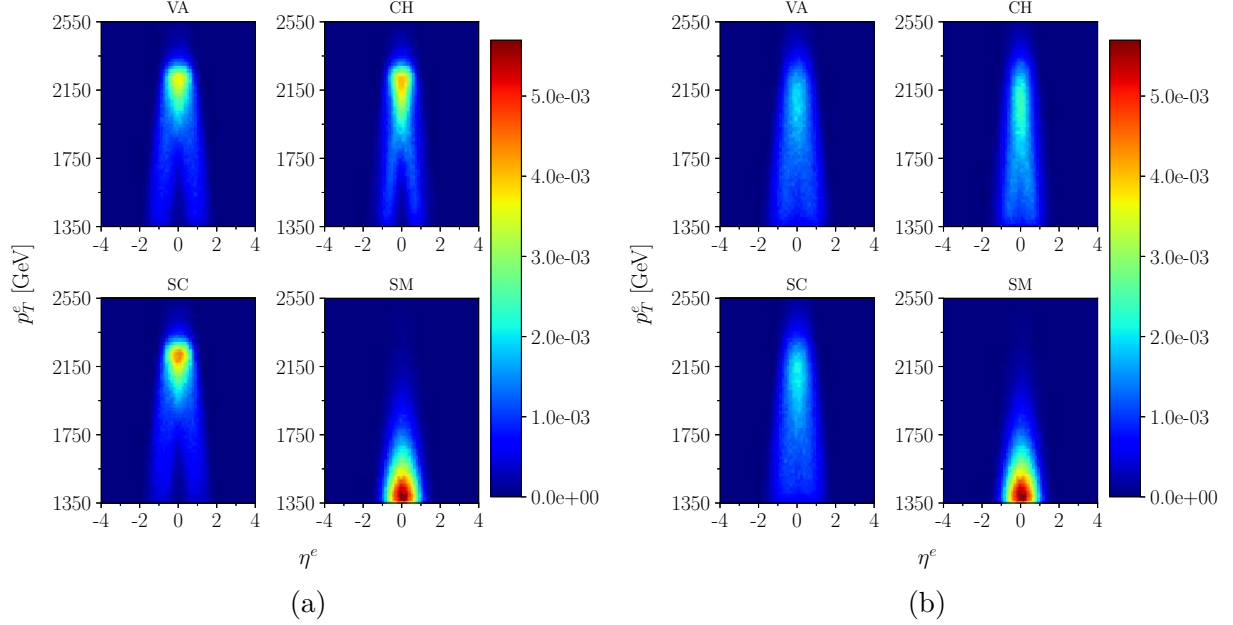 VA CH
2550 2550
5.0e-03
2150 2150
4.0e-03
1750 1750
1350 1350
-4 -2 0 2 4 -4 -2 0 2 4
3.0e-03
p_T^e [GeV]
SC SM
2550 2550
2.0e-03
2150 2150
1.0e-03
1750 1750
1350 1350
0.0e+00
-4 -2 0 2 4 -4 -2 0 2 4
η^e
(a)
VA CH
2550 2550
5.0e-03
2150 2150
4.0e-03
1750 1750
1350 1350
-4 -2 0 2 4 -4 -2 0 2 4
3.0e-03
p_T^e [GeV]
SC SM
2550 2550
2.0e-03
2150 2150
1.0e-03
1750 1750
1350 1350
0.0e+00
-4 -2 0 2 4 -4 -2 0 2 4
η^e
(b)